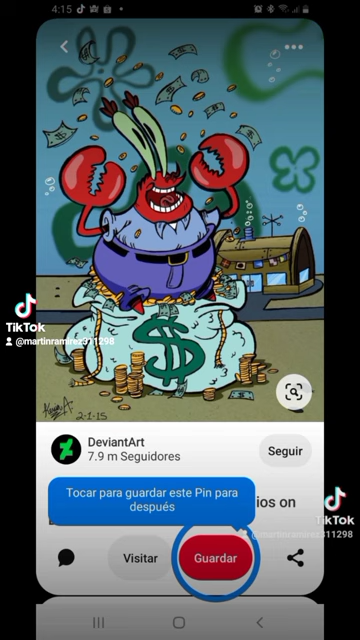 4:15
$
2-1-15
TikTok
@martinramirez311298
DeviantArt
7.9 m Seguidores
Seguir
Tocar para guardar este Pin para
después
ios on
TikTok
@martinramirez311298
Visitar
Guardar